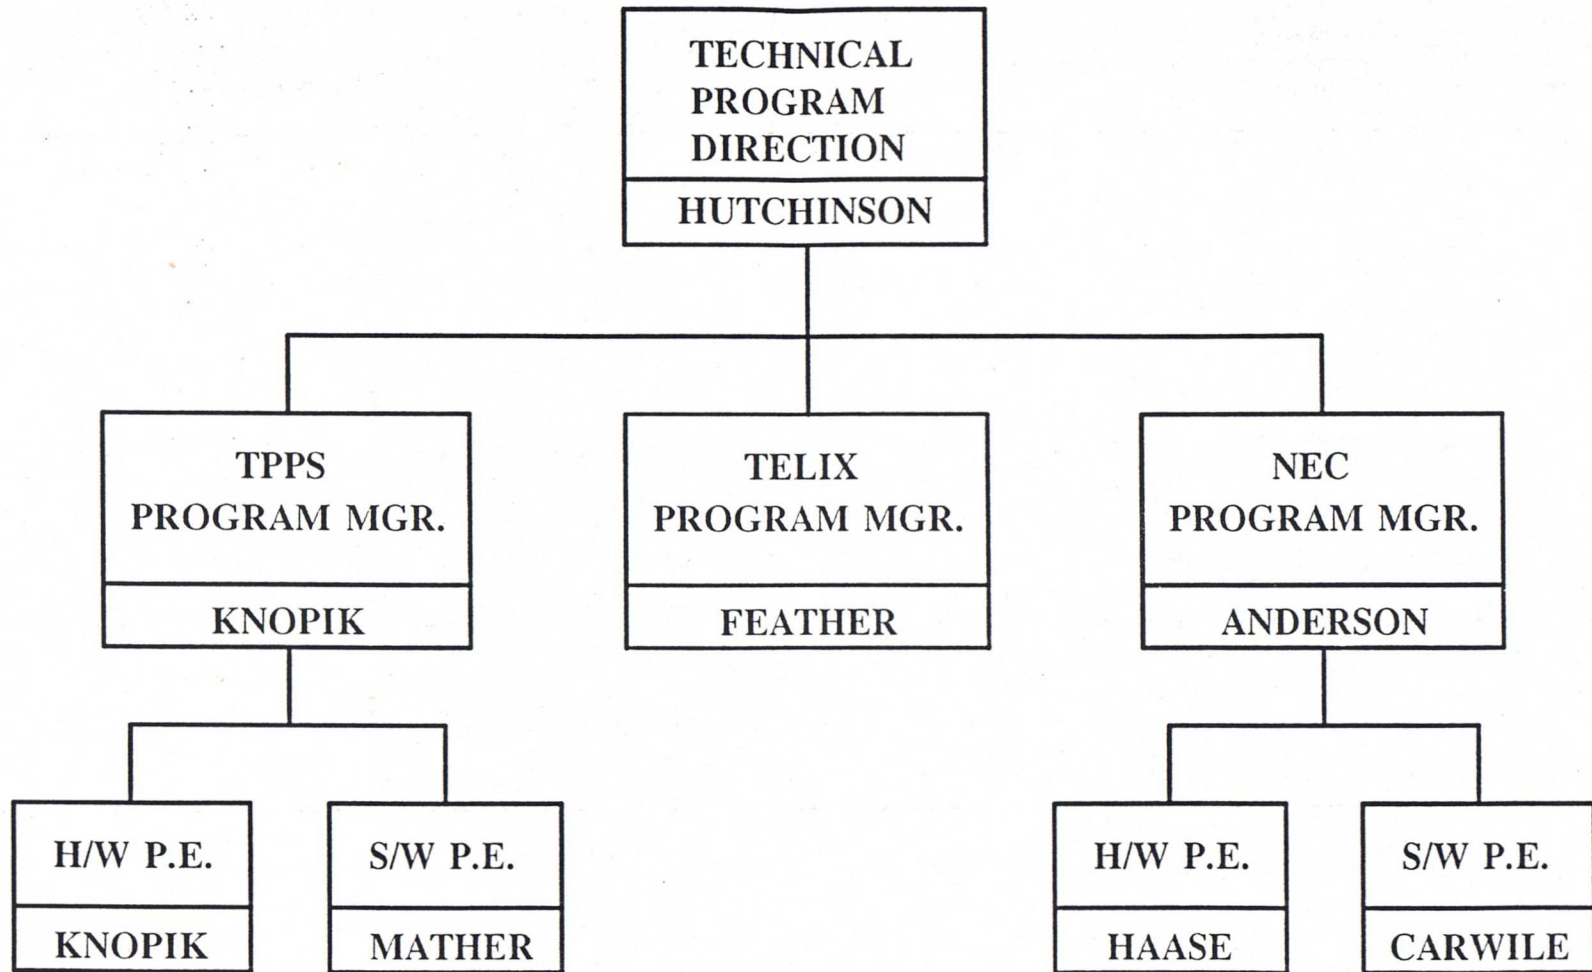 TECHNICAL
PROGRAM
DIRECTION
HUTCHINSON
TPPS
PROGRAM MGR.
KNOPIK
TELIX
PROGRAM MGR.
FEATHER
NEC
PROGRAM MGR.
ANDERSON
H/W P.E.
KNOPIK
S/W P.E.
MATHER
H/W P.E.
HAASE
S/W P.E.
CARWILE